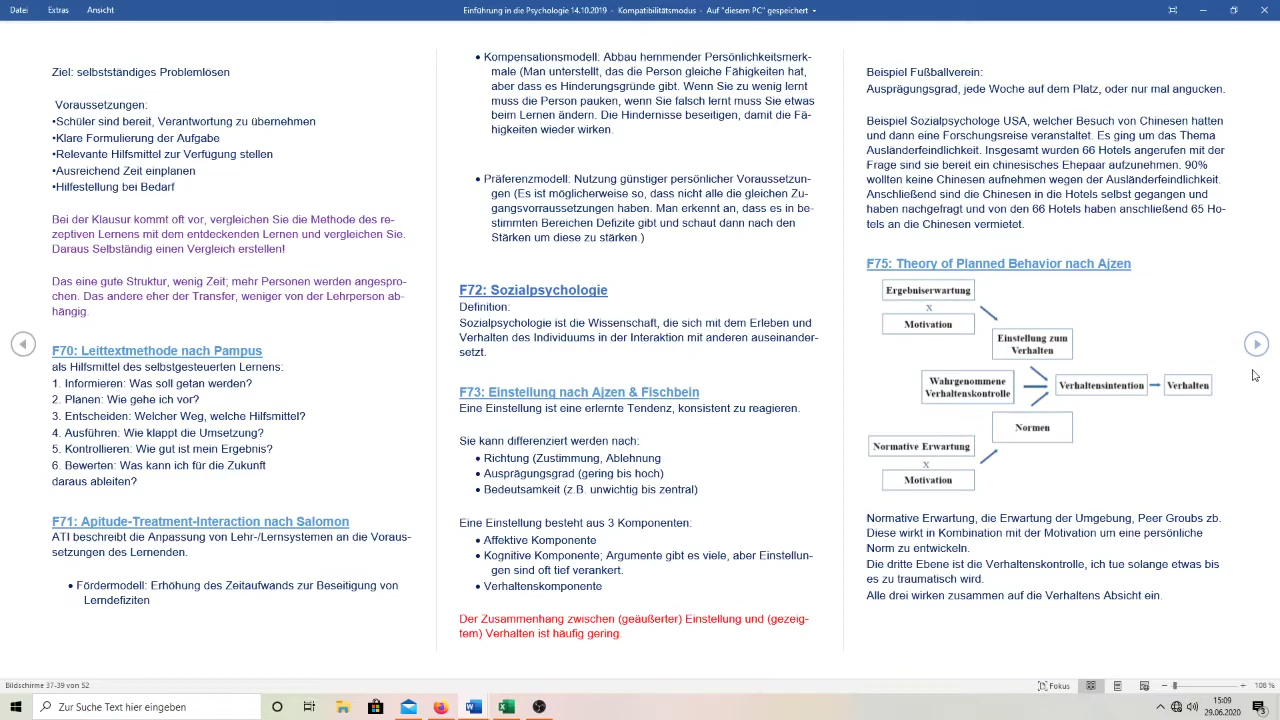 Datei Extras Ansicht
Einführung in die Psychologie 14.10.2019 - Kompatibilitätsmodus - Auf "diesem PC" gespeichert
Ziel: selbstständiges Problemlösen
Voraussetzungen:
•Schüler sind bereit, Verantwortung zu übernehmen
•Klare Formulierung der Aufgabe
•Relevante Hilfsmittel zur Verfügung stellen
•Ausreichend Zeit einplanen
•Hilfestellung bei Bedarf
Bei der Klausur kommt oft vor, vergleichen Sie die Methode des re-
zeptiven Lernens mit dem entdeckenden Lernen und vergleichen Sie.
Daraus Selbständig einen Vergleich erstellen!
Das eine gute Struktur, wenig Zeit; mehr Personen werden angespro-
chen. Das andere eher der Transfer, weniger von der Lehrperson ab-
hängig.
F70: Leittextmethode nach Pampus
als Hilfsmittel des selbstgesteuerten Lernens:
1. Informieren: Was soll getan werden?
2. Planen: Wie gehe ich vor?
3. Entscheiden: Welcher Weg, welche Hilfsmittel?
4. Ausführen: Wie klappt die Umsetzung?
5. Kontrollieren: Wie gut ist mein Ergebnis?
6. Bewerten: Was kann ich für die Zukunft
daraus ableiten?
F71: Apitude-Treatment-Interaction nach Salomon
ATI beschreibt die Anpassung von Lehr-/Lernsystemen an die Voraus-
setzungen des Lernenden.
• Fördermodell: Erhöhung des Zeitaufwands zur Beseitigung von
Lerndefiziten
• Kompensationsmodell: Abbau hemmender Persönlichkeitsmerk-
male (Man unterstellt, das die Person gleiche Fähigkeiten hat,
aber dass es Hinderungsgründe gibt. Wenn Sie zu wenig lernt
muss die Person pauken, wenn Sie falsch lernt muss Sie etwas
beim Lernen ändern. Die Hindernisse beseitigen, damit die Fä-
higkeiten wieder wirken.
• Präferenzmodell: Nutzung günstiger persönlicher Voraussetzun-
gen (Es ist möglicherweise so, dass nicht alle die gleichen Zu-
gangsvorraussetzungen haben. Man erkennt an, dass es in be-
stimmten Bereichen Defizite gibt und schaut dann nach den
Stärken um diese zu stärken.)
F72: Sozialpsychologie
Definition:
Sozialpsychologie ist die Wissenschaft, die sich mit dem Erleben und
Verhalten des Individuums in der Interaktion mit anderen auseinander-
setzt.
F73: Einstellung nach Ajzen & Fischbein
Eine Einstellung ist eine erlernte Tendenz, konsistent zu reagieren.
Sie kann differenziert werden nach:
• Richtung (Zustimmung, Ablehnung
• Ausprägungsgrad (gering bis hoch)
• Bedeutsamkeit (z.B. unwichtig bis zentral)
Eine Einstellung besteht aus 3 Komponenten:
• Affektive Komponente
• Kognitive Komponente; Argumente gibt es viele, aber Einstellun-
gen sind oft tief verankert.
• Verhaltenskomponente
Der Zusammenhang zwischen (geäußerter) Einstellung und (gezeig-
tem) Verhalten ist häufig gering.
Beispiel Fußballverein:
Ausprägungsgrad, jede Woche auf dem Platz, oder nur mal angucken.
Beispiel Sozialpsychologe USA, welcher Besuch von Chinesen hatten
und dann eine Forschungsreise veranstaltet. Es ging um das Thema
Ausländerfeindlichkeit. Insgesamt wurden 66 Hotels angerufen mit der
Frage sind sie bereit ein chinesisches Ehepaar aufzunehmen. 90%
wollten keine Chinesen aufnehmen wegen der Ausländerfeindlichkeit.
Anschließend sind die Chinesen in die Hotels selbst gegangen und
haben nachgefragt und von den 66 Hotels haben anschließend 65 Ho-
tels an die Chinesen vermietet.
F75: Theory of Planned Behavior nach Ajzen
Ergebniserwartung
X
Motivation
Einstellung zum
Verhalten
Wahrgenommene
Verhaltenskontrolle
Verhaltensintention
Verhalten
Normen
Normative Erwartung
X
Motivation
Normative Erwartung, die Erwartung der Umgebung, Peer Groubs zb.
Diese wirkt in Kombination mit der Motivation um eine persönliche
Norm zu entwickeln.
Die dritte Ebene ist die Verhaltenskontrolle, ich tue solange etwas bis
es zu traumatisch wird.
Alle drei wirken zusammen auf die Verhaltens Absicht ein.
Bildschirme 37-39 von 52
Fokus
108 %
Zur Suche Text hier eingeben
15:09
29.06.2020